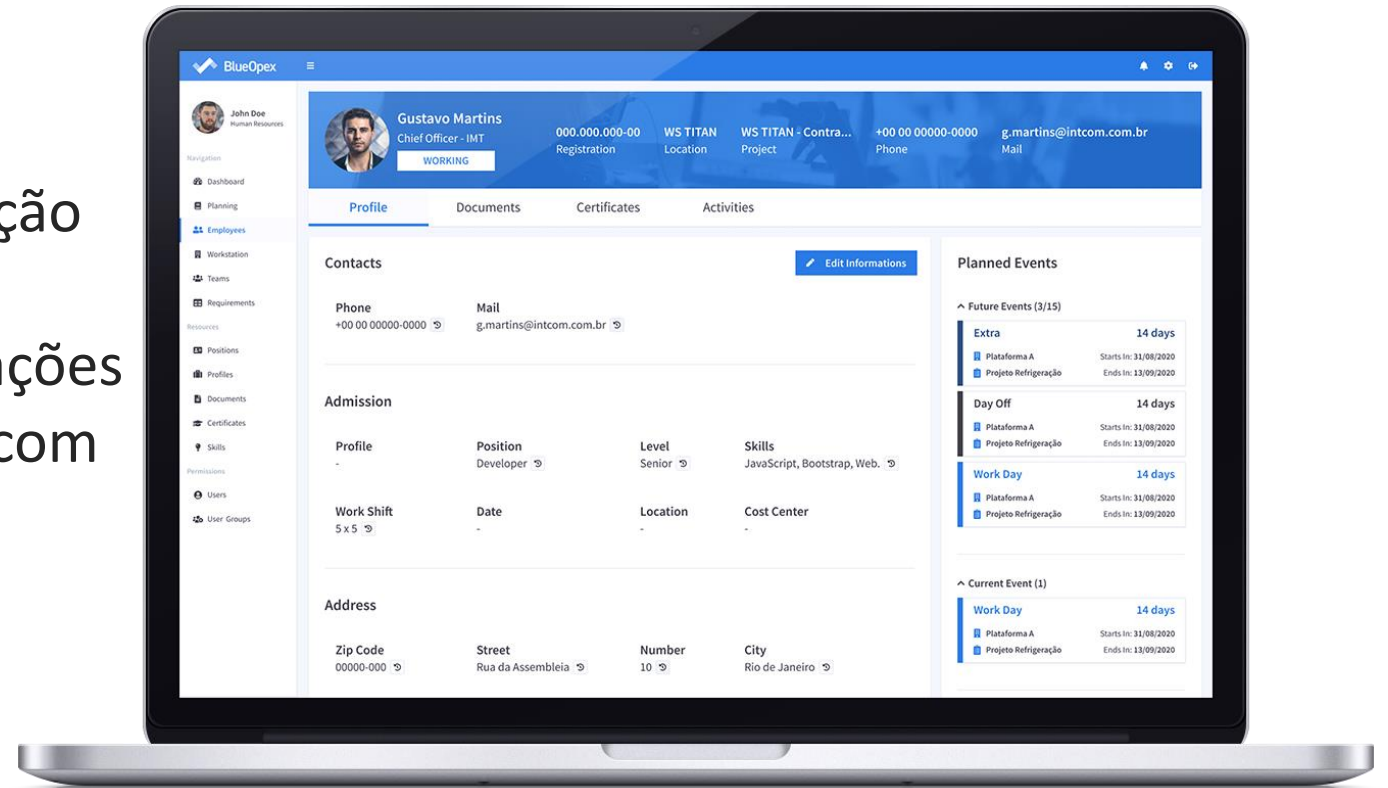 ção
ações
com
BlueOpex
John Doe
Human Resources
Navigation
Dashboard
Planning
Employees
Workstation
Teams
Requirements
Resources
Positions
Profiles
Documents
Certificates
Skills
Permissions
Users
User Groups
Gustavo Martins
Chief Officer - IMT
WORKING
000.000.000-00 WS TITAN WS TITAN - Contra... +00 00 00000-0000 g.martins@intcom.com.br
Registration Location Project Phone Mail
Profile Documents Certificates Activities
Contacts Edit Informations
Phone Mail
+00 00 00000-0000 g.martins@intcom.com.br
Admission
Profile Position Level Skills
- Developer Senior JavaScript, Bootstrap, Web.
Work Shift Date Location Cost Center
5 x 5 - - -
Address
Zip Code Street Number City
00000-000 Rua da Assembleia 10 Rio de Janeiro
Planned Events
Future Events (3/15)
Extra 14 days
Plataforma A Starts In: 31/08/2020
Projeto Refrigeração Ends In: 13/09/2020
Day Off 14 days
Plataforma A Starts In: 31/08/2020
Projeto Refrigeração Ends In: 13/09/2020
Work Day 14 days
Plataforma A Starts In: 31/08/2020
Projeto Refrigeração Ends In: 13/09/2020
Current Event (1)
Work Day 14 days
Plataforma A Starts In: 31/08/2020
Projeto Refrigeração Ends In: 13/09/2020